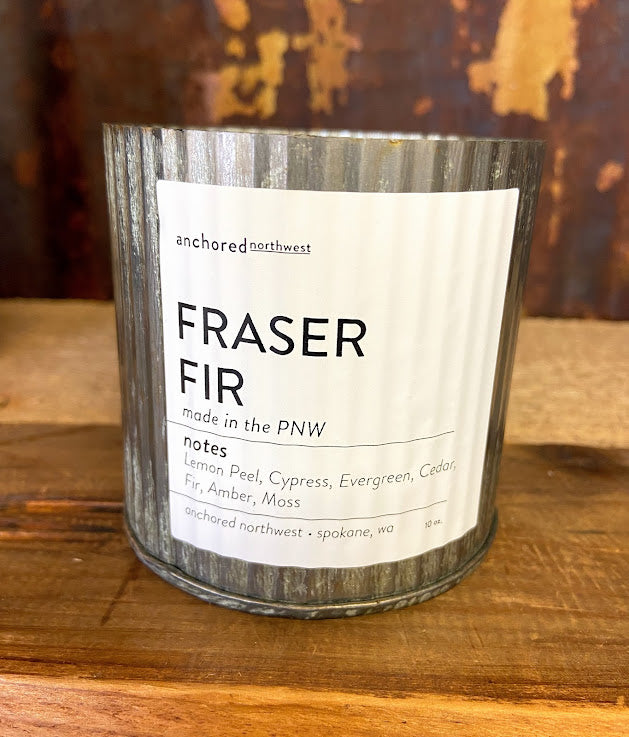 anchored northwest
FRASER
FIR
made in the PNW
notes
Lemon Peel, Cypress, Evergreen, Cedar,
Fir, Amber, Moss
anchored northwest • spokane, wa 10 oz.